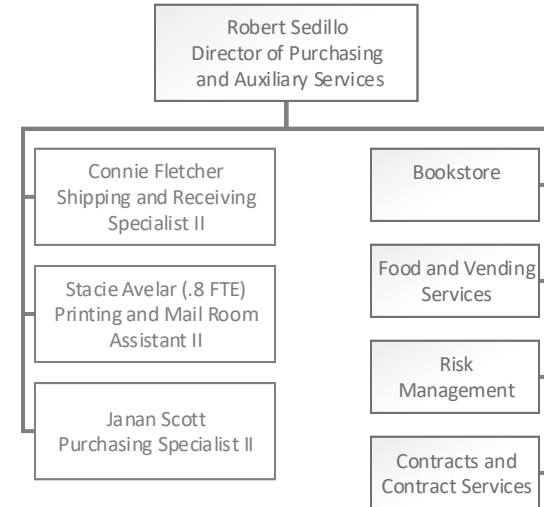 Robert Sedillo
Director of Purchasing
and Auxiliary Services
Connie Fletcher
Shipping and Receiving
Specialist II
Stacie Avelar (.8 FTE)
Printing and Mail Room
Assistant II
Janan Scott
Purchasing Specialist II
Bookstore
Food and Vending
Services
Risk
Management
Contracts and
Contract Services